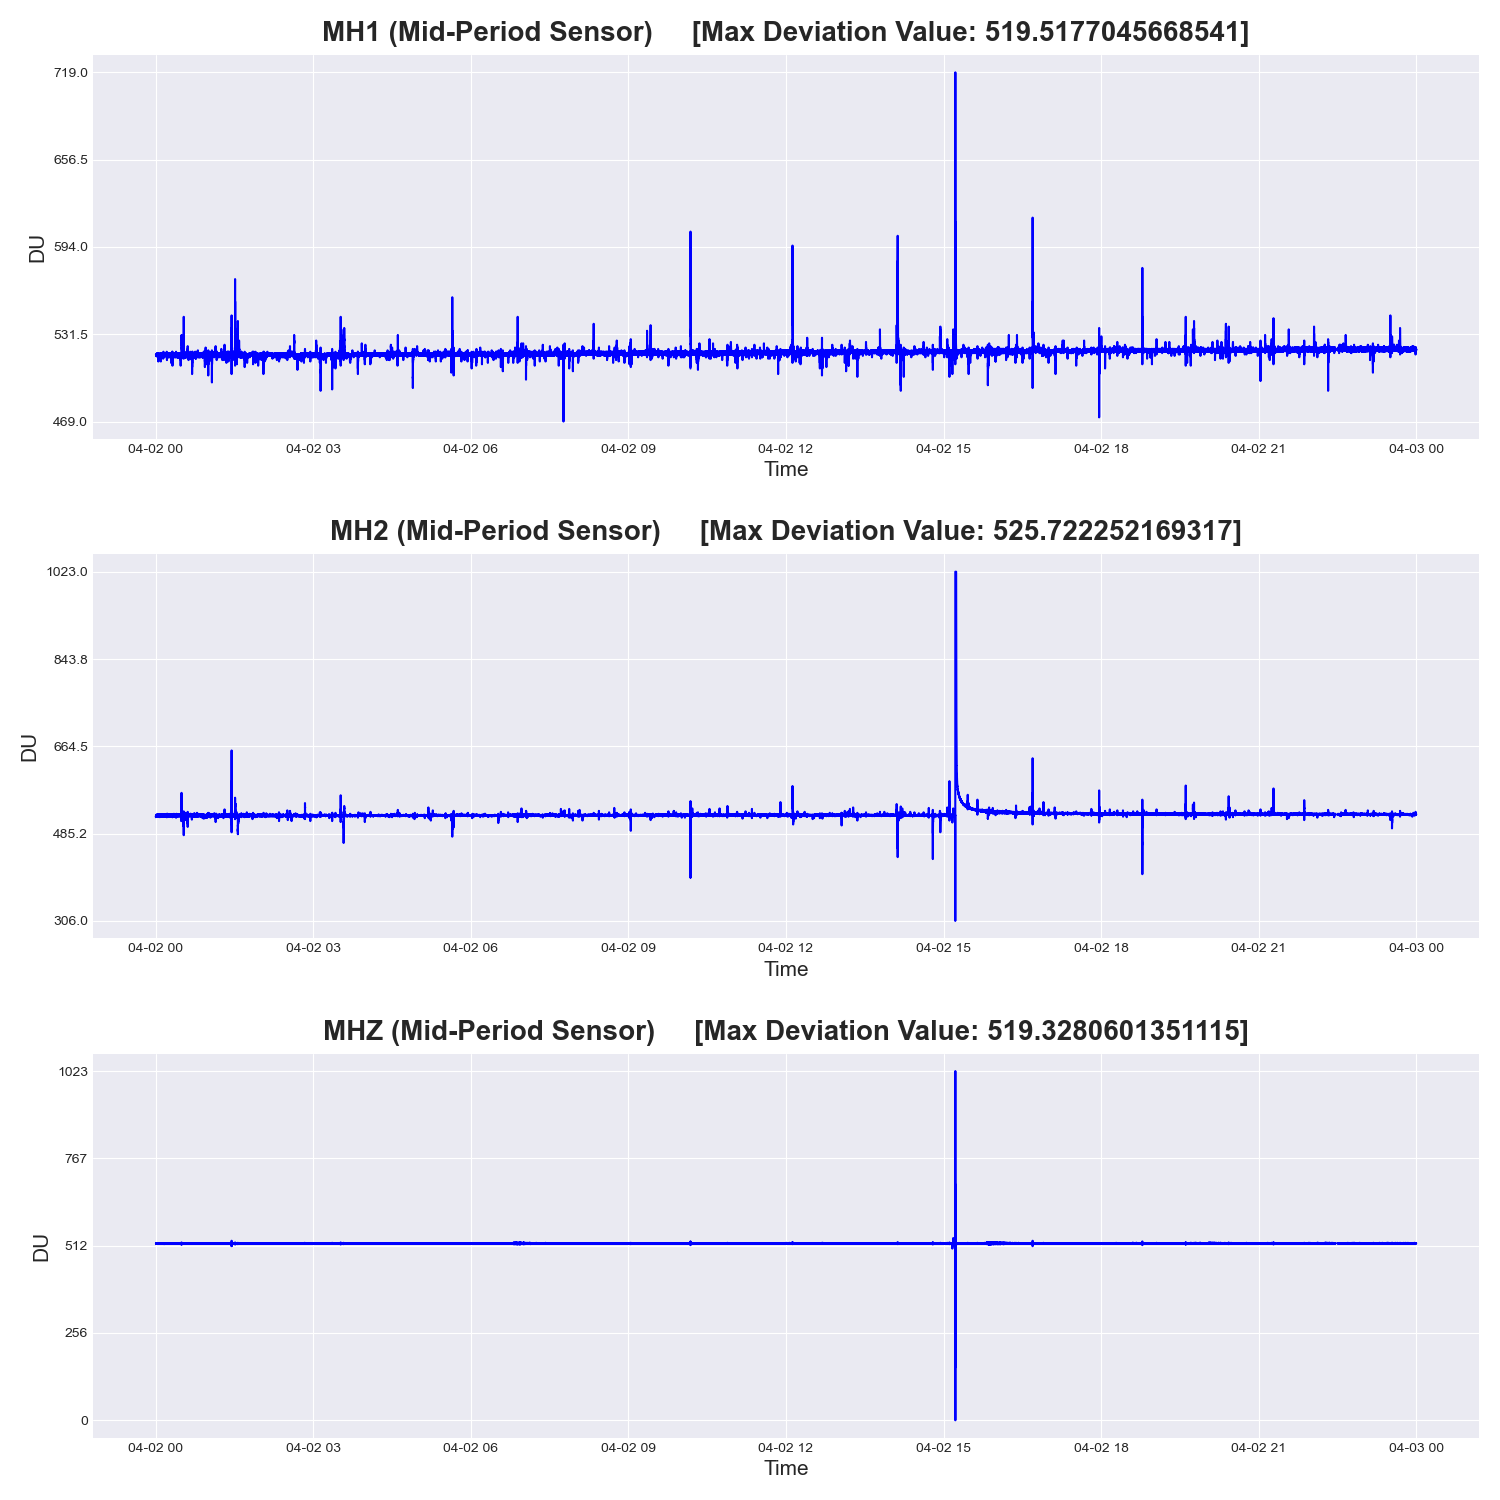 MH1 (Mid-Period Sensor) [Max Deviation Value: 519.5177045668541]
719.0
656.5
594.0
531.5
469.0
DU
04-02 00 04-02 03 04-02 06 04-02 09 04-02 12 04-02 15 04-02 18 04-02 21 04-03 00
Time
MH2 (Mid-Period Sensor) [Max Deviation Value: 525.722252169317]
1023.0
843.8
664.5
485.2
306.0
DU
04-02 00 04-02 03 04-02 06 04-02 09 04-02 12 04-02 15 04-02 18 04-02 21 04-03 00
Time
MHZ (Mid-Period Sensor) [Max Deviation Value: 519.3280601351115]
1023
767
512
256
0
DU
04-02 00 04-02 03 04-02 06 04-02 09 04-02 12 04-02 15 04-02 18 04-02 21 04-03 00
Time